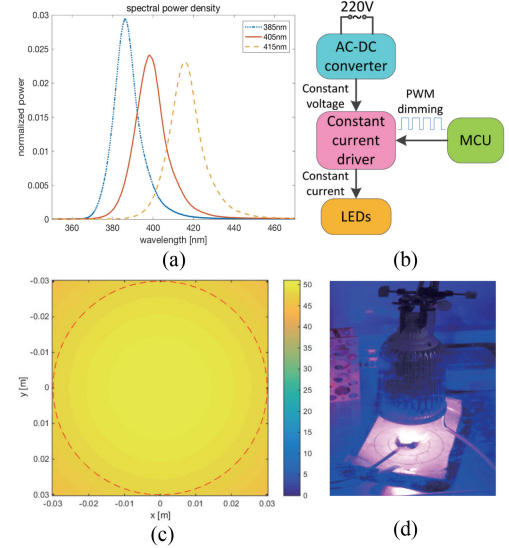 spectral power density
385nm
405nm
415nm
0.03
0.025
0.02
0.015
0.01
0.005
0
normalized power
360
380
400
420
440
460
wavelength [nm]
(a)
220V
AC-DC
converter
Constant
voltage
PWM
dimming
Constant
current
driver
MCU
Constant
current
LEDs
(b)
-0.03
-0.02
-0.01
0
0.01
0.02
0.03
y [m]
-0.03
-0.02
-0.01
0
0.01
0.02
0.03
x [m]
50
45
40
35
30
25
20
15
10
5
0
(c)
(d)